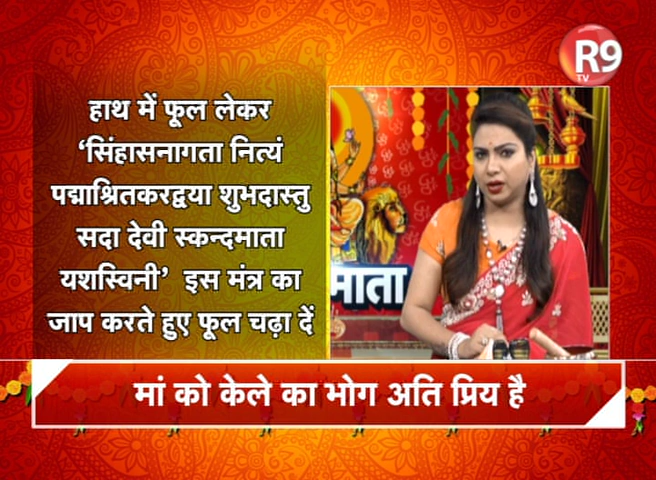 R9
TV
हाथ में फूल लेकर
‘सिंहासनागता नित्यं
पद्माश्रितकरद्वया शुभदास्तु
सदा देवी स्कन्दमाता
यशस्विनी’ इस मंत्र का
जाप करते हुए फूल चढ़ा दें
माता
मां को केले का भोग अति प्रिय है